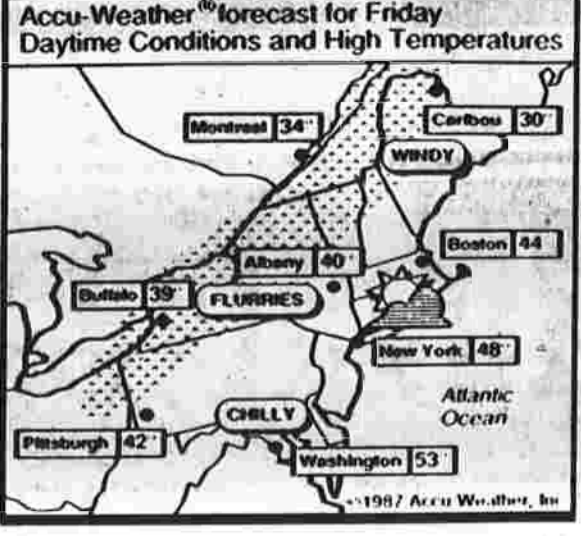 Accu-Weather® forecast for Friday
Daytime Conditions and High Temperatures
Montreal 34°
Caribou 30°
WINDY
Boston 44
Albany 40°
Buffalo 39°
FLURRIES
New York 48°
Atlantic
Ocean
CHILLY
Pittsburgh 42°
Washington 53°
©1987 Accu Weather, Inc